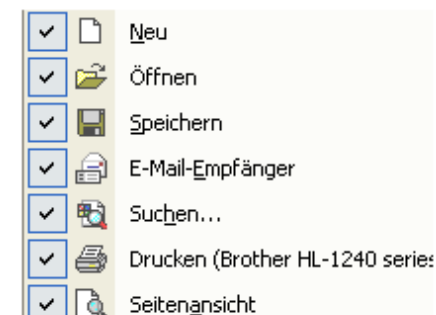 Neu
Öffnen
Speichern
E-Mail-Empfänger
Suchen...
Drucken (Brother HL-1240 series
Seitenansicht